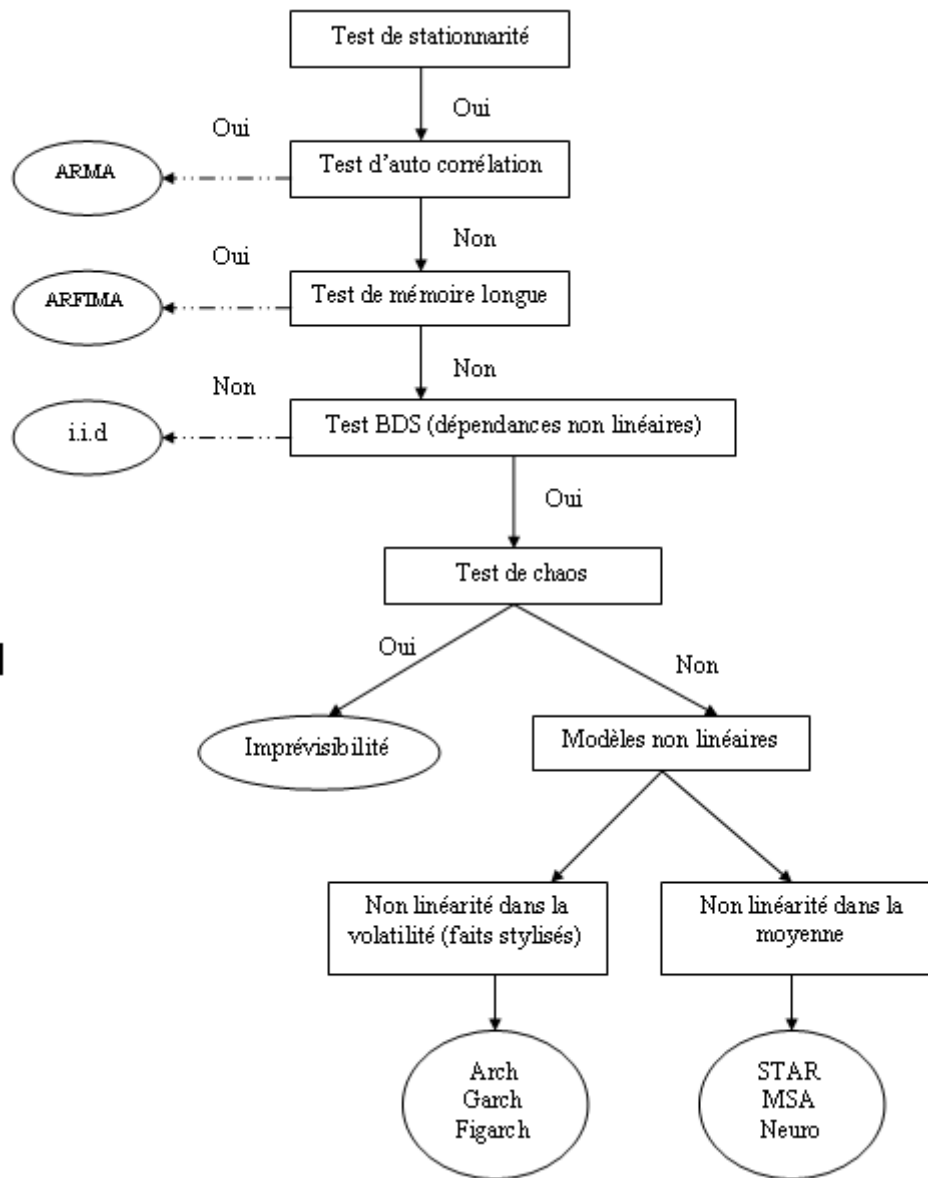 Test de stationnarité
Oui
Oui
ARMA
Test d'auto corrélation
Non
Oui
ARFIMA
Test de mémoire longue
Non
Non
i.i.d
Test BDS (dépendances non linéaires)
Oui
Test de chaos
Oui
Non
Imprévisibilité
Modèles non linéaires
Non linéarité dans la
volatilité (faits stylisés)
Non linéarité dans la
moyenne
Arch
Garch
Figarch
STAR
MSA
Neuro